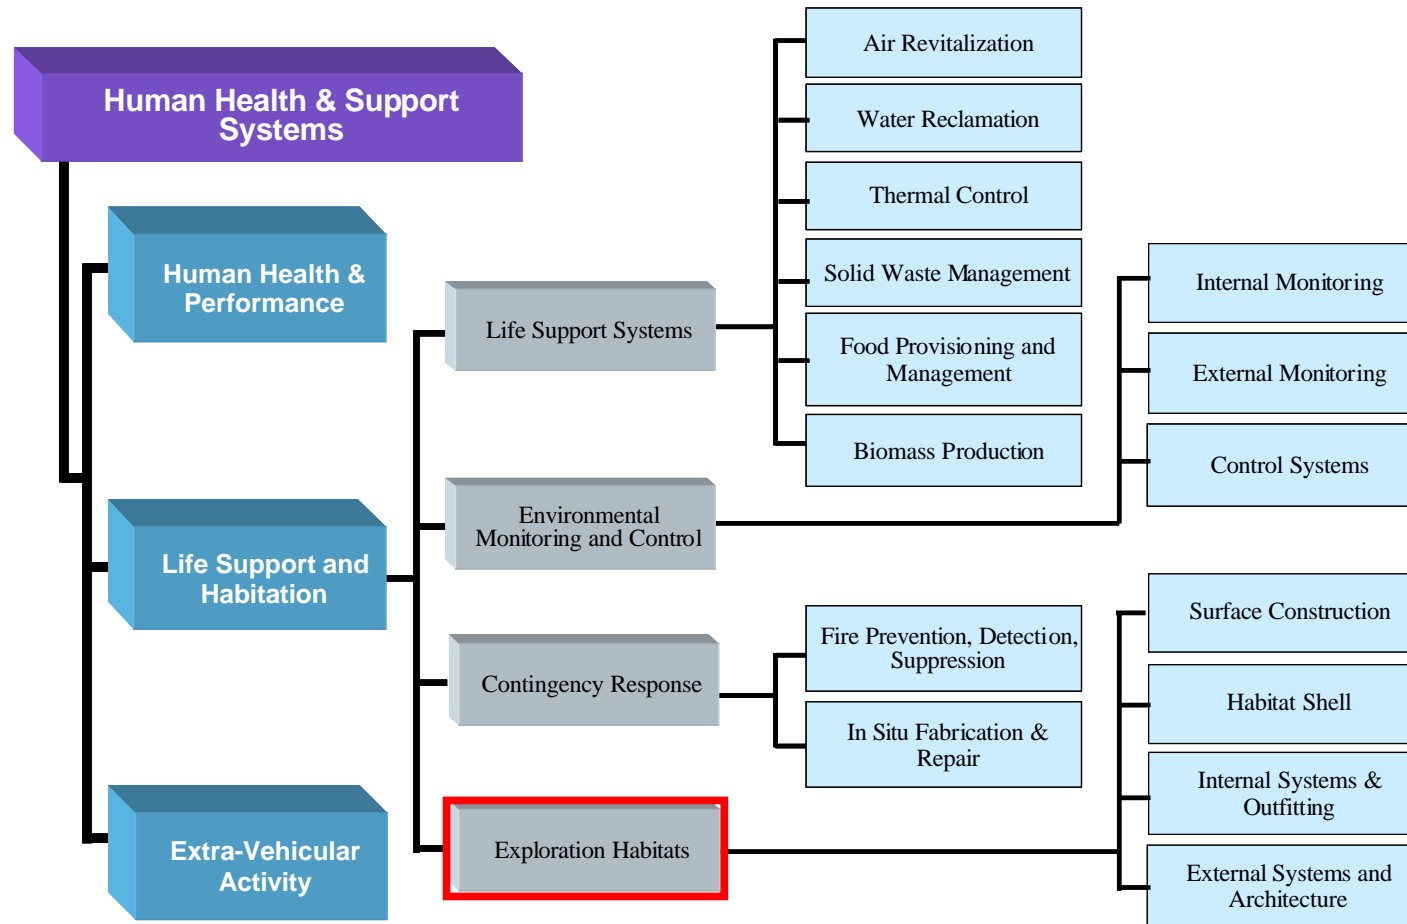 Human Health & Support
Systems
Human Health &
Performance
Life Support and
Habitation
Extra-Vehicular
Activity
Life Support Systems
Environmental
Monitoring and Control
Contingency Response
Exploration Habitats
Air Revitalization
Water Reclamation
Thermal Control
Solid Waste Management
Food Provisioning and
Management
Biomass Production
Fire Prevention, Detection,
Suppression
In Situ Fabrication &
Repair
Internal Monitoring
External Monitoring
Control Systems
Surface Construction
Habitat Shell
Internal Systems &
Outfitting
External Systems and
Architecture